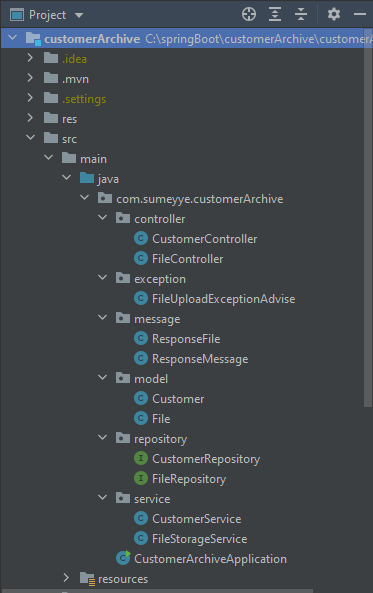 Project
customerArchive C:\springBoot\customerArchive\customerA
.idea
.mvn
.settings
res
src
main
java
com.sumeyye.customerArchive
controller
CustomerController
FileController
exception
FileUploadExceptionAdvise
message
ResponseFile
ResponseMessage
model
Customer
File
repository
CustomerRepository
FileRepository
service
CustomerService
FileStorageService
CustomerArchiveApplication
resources